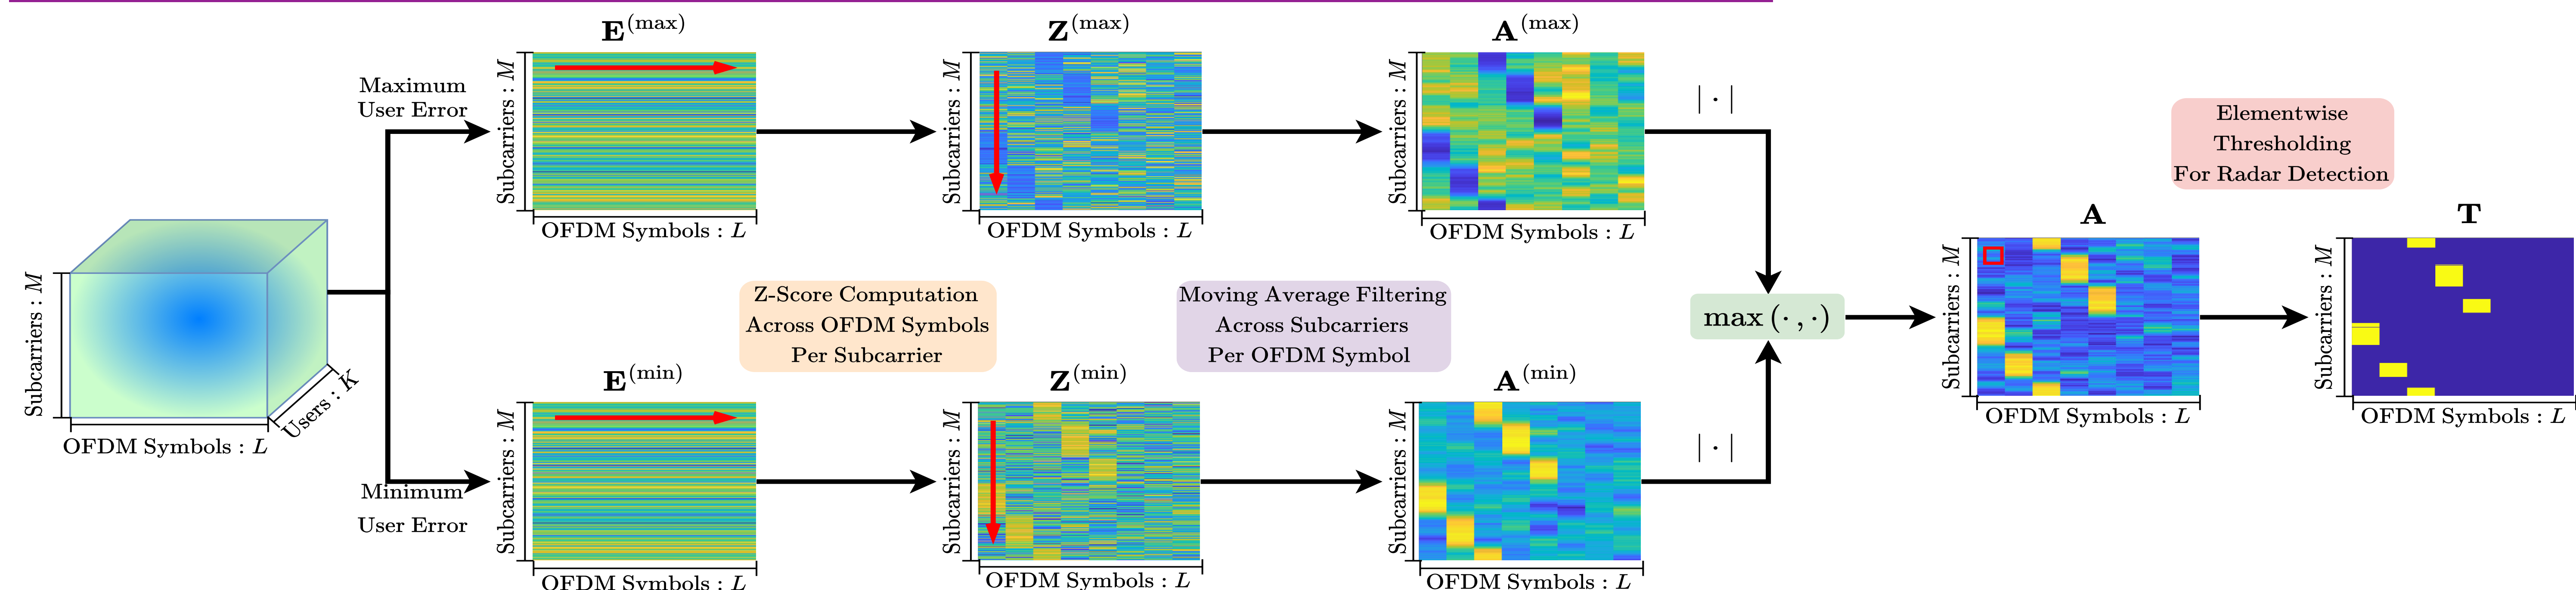 Subcarriers : M
OFDM Symbols : L
Users : K
Maximum
User Error
Minimum
User Error
E^(max)
Subcarriers : M
OFDM Symbols : L
E^(min)
Subcarriers : M
OFDM Symbols : L
Z-Score Computation
Across OFDM Symbols
Per Subcarrier
Z^(max)
Subcarriers : M
OFDM Symbols : L
Z^(min)
Subcarriers : M
OFDM Symbols : L
Moving Average Filtering
Across Subcarriers
Per OFDM Symbol
A^(max)
Subcarriers : M
OFDM Symbols : L
A^(min)
Subcarriers : M
OFDM Symbols : L
| · |
| · |
max (· , ·)
A
Subcarriers : M
OFDM Symbols : L
Elementwise
Thresholding
For Radar Detection
T
Subcarriers : M
OFDM Symbols : L